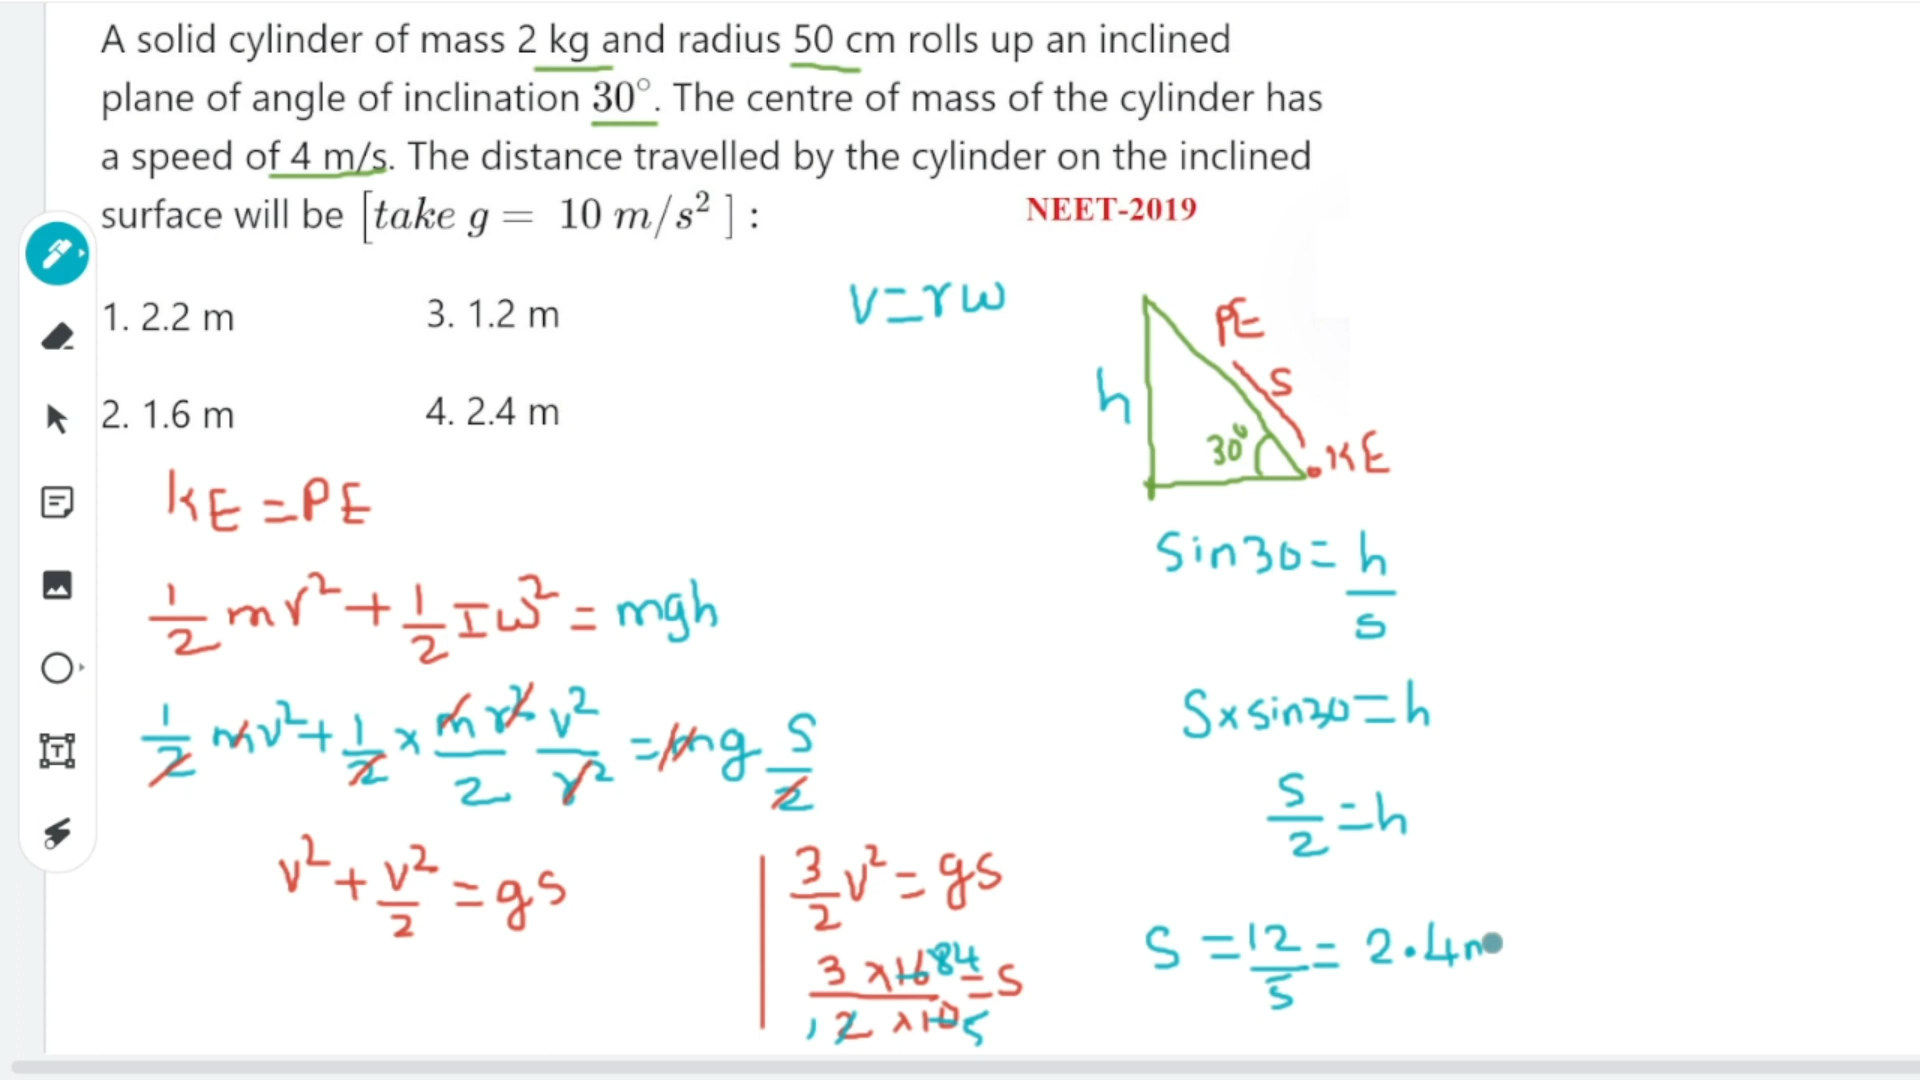 A solid cylinder of mass 2 kg and radius 50 cm rolls up an inclined
plane of angle of inclination 30°. The centre of mass of the cylinder has
a speed of 4 m/s. The distance travelled by the cylinder on the inclined
surface will be [take g = 10 m/s² ] :
NEET-2019
1. 2.2 m
3. 1.2 m
2. 1.6 m
4. 2.4 m
v=rω
PE
s
h
30°
KE
KE = PE
sin30 = h/s
1/2 mv² + 1/2 Iω² = mgh
S x sin30 = h
1/2 mv² + 1/2 x mr²/2 v²/r² = mg S/2
S/2 = h
v² + v²/2 = gs
3/2 v² = gs
3 x 16 8 4 / 2 x 10 5 = s
1
S = 12/5 = 2.4m
T